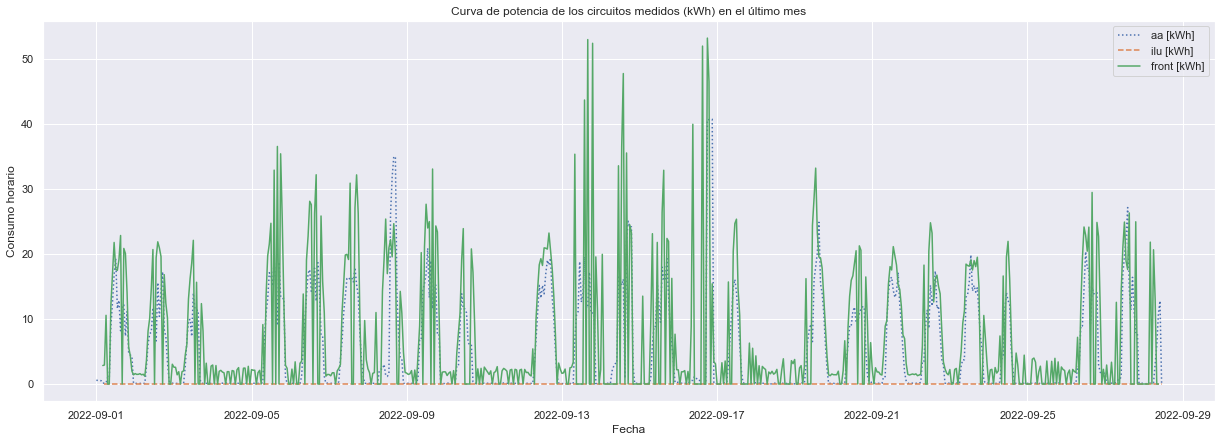 Curva de potencia de los circuitos medidos (kWh) en el último mes
aa [kWh]
ilu [kWh]
front [kWh]
Consumo horario
50
40
30
20
10
0
2022-09-01 2022-09-05 2022-09-09 2022-09-13 2022-09-17 2022-09-21 2022-09-25 2022-09-29
Fecha